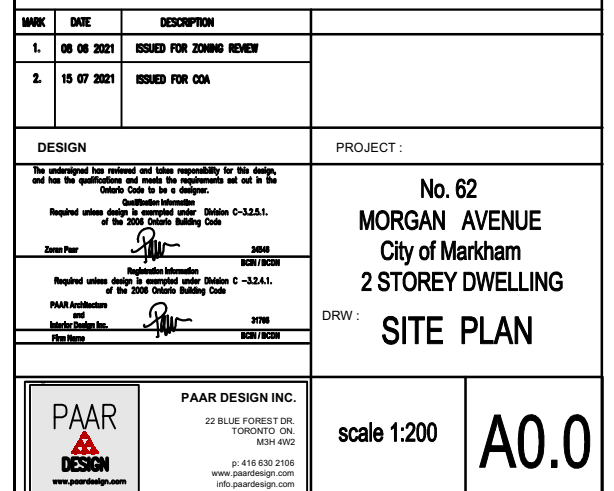 MARK DATE DESCRIPTION
1. 08 06 2021 ISSUED FOR ZONING REVIEW
2. 15 07 2021 ISSUED FOR COA
DESIGN
The undersigned has reviewed and takes responsibility for this design,
and has the qualifications and meets the requirements set out in the
Ontario Code to be a designer.
Qualification Information
Required unless design is exempted under Division C-3.2.5.1.
of the 2006 Ontario Building Code
Zoran Paar
BCIN / BCDN
Registration Information
Required unless design is exempted under Division C -3.2.4.1.
of the 2006 Ontario Building Code
PAAR Architecture
and
Interior Design Inc.
Firm Name BCIN / BCDN
PROJECT :
No. 62
MORGAN AVENUE
City of Markham
2 STOREY DWELLING
DRW :
SITE PLAN
PAAR
DESIGN
www.paardesign.com
PAAR DESIGN INC.
22 BLUE FOREST DR.
TORONTO ON.
M3H 4W2
p: 416 630 2106
www.paardesign.com
info.paardesign.com
scale 1:200
A0.0